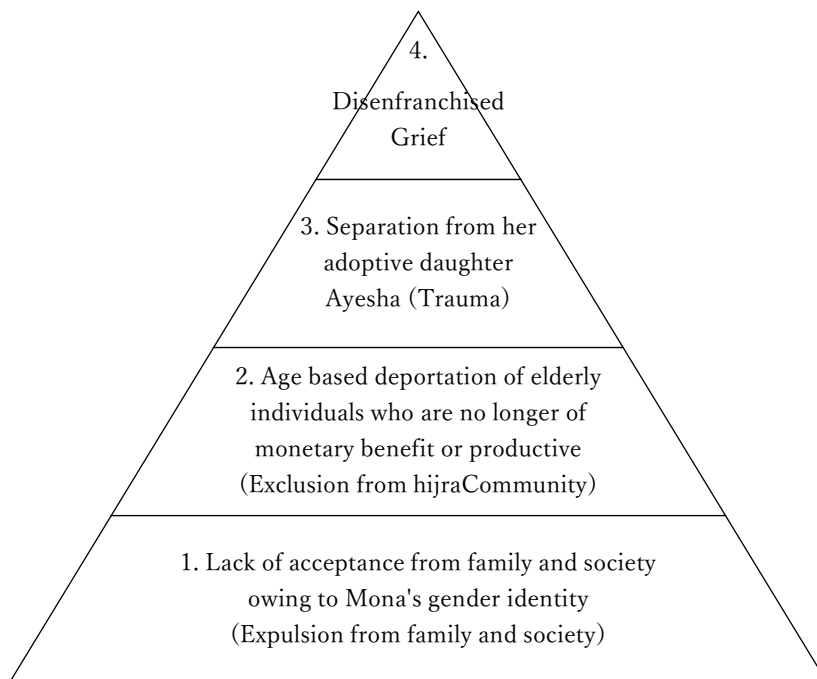 4.
Disenfranchised
Grief
3. Separation from her
adoptive daughter
Ayesha (Trauma)
2. Age based deportation of elderly
individuals who are no longer of
monetary benefit or productive
(Exclusion from hijraCommunity)
1. Lack of acceptance from family and society
owing to Mona's gender identity
(Expulsion from family and society)